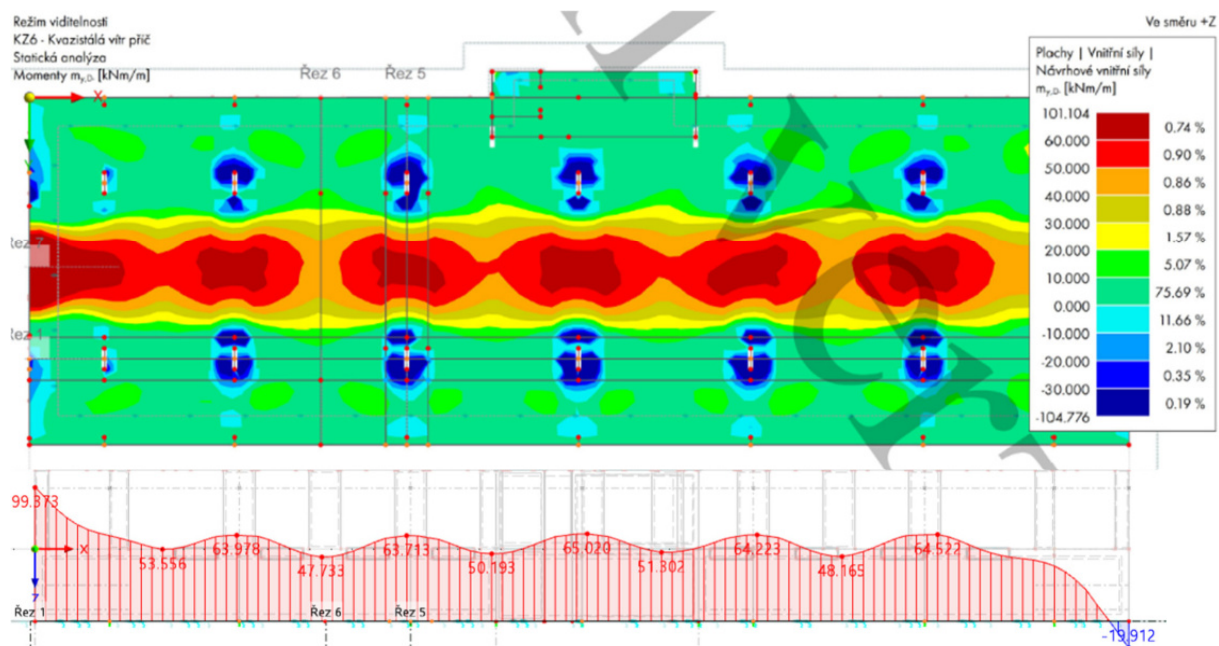 Režim viditelnosti
KZ6 - Kvazistálá vítr příč
Statická analýza
Momenty my,D- [kNm/m]
Ve směru +Z
Řez 6
Řez 5
X
Plochy | Vnitřní síly |
Návrhové vnitřní síly
my,D- [kNm/m]
101.104
0.74 %
60.000
0.90 %
50.000
0.86 %
40.000
0.88 %
30.000
1.57 %
20.000
5.07 %
10.000
75.69 %
0.000
11.66 %
-10.000
2.10 %
-20.000
0.35 %
-30.000
0.19 %
-104.776
99.373
X
53.556
63.978
47.733
63.713
50.193
65.020
51.302
64.223
48.165
64.522
Řez 1
Řez 6
Řez 5
-19.912